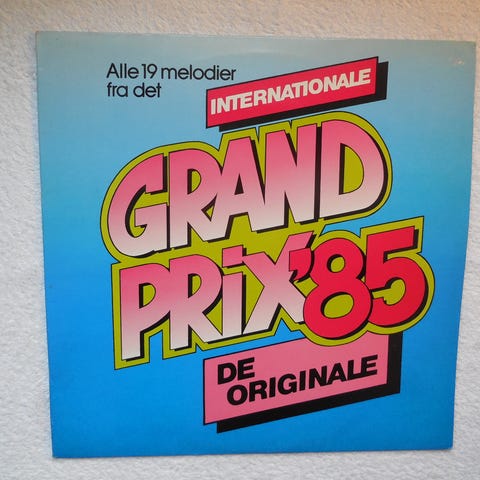 Alle 19 melodier
fra det
INTERNATIONALE
GRAND
PRiX'85
DE
ORIGINALE